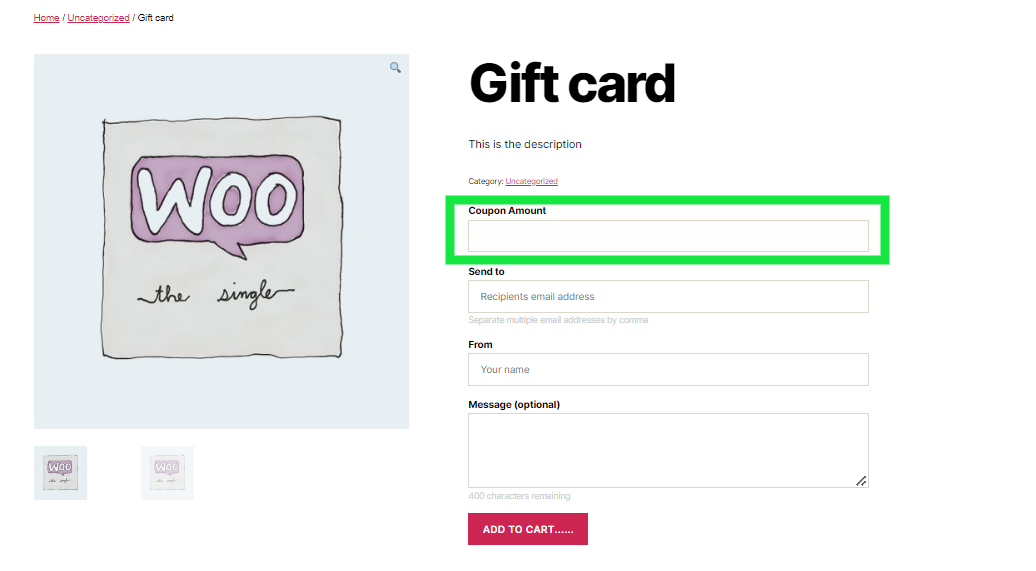 Home / Uncategorized / Gift card
WOO
the single
WOO
WOO
Gift card
This is the description
Category: Uncategorized
Coupon Amount
Send to
Recipients email address
Separate multiple email addresses by comma
From
Your name
Message (optional)
400 characters remaining
ADD TO CART......